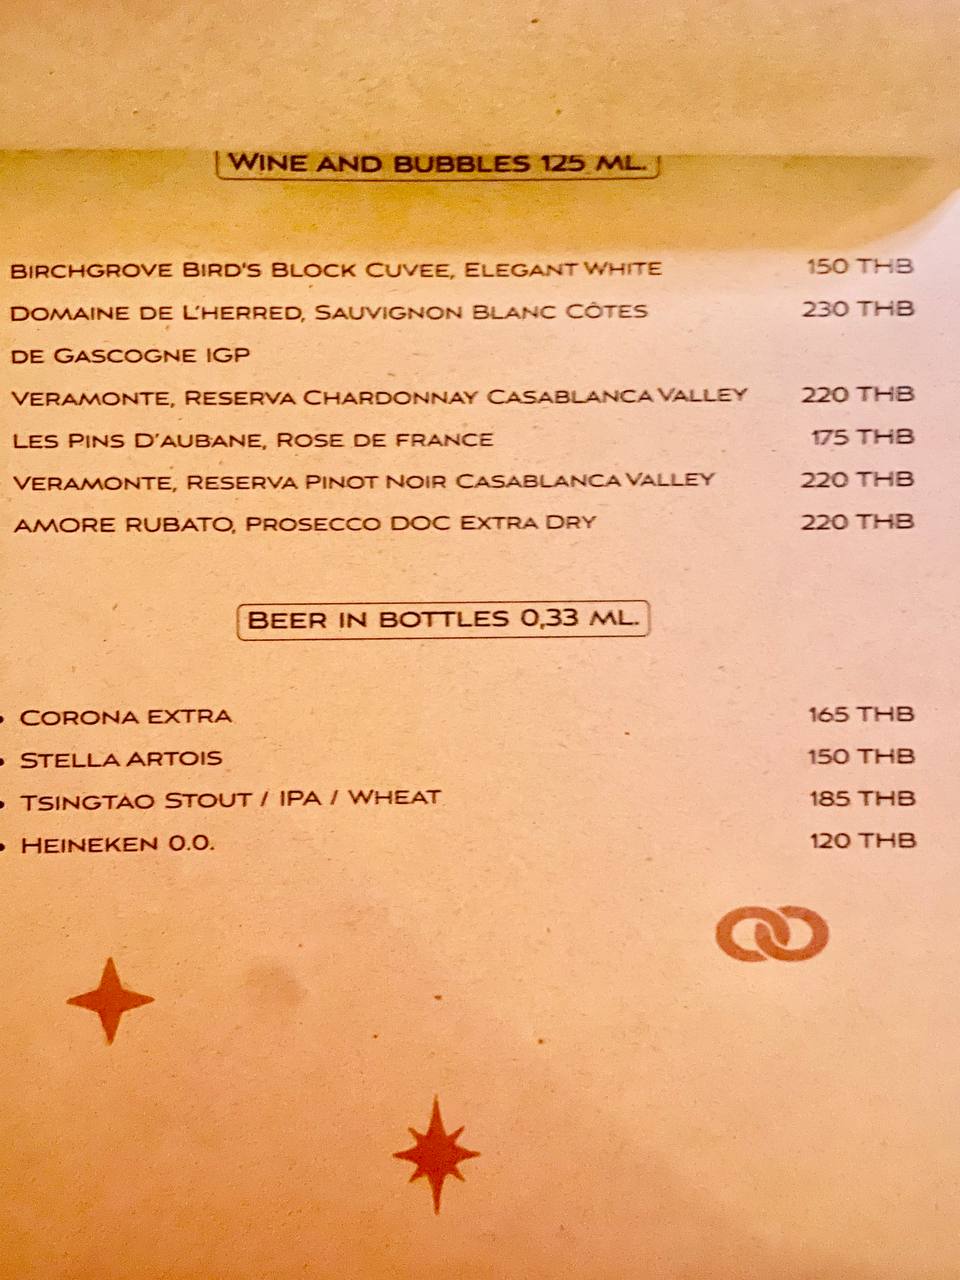 WINE AND BUBBLES 125 ML.
BIRCHGROVE BIRD'S BLOCK CUVEE, ELEGANT WHITE 150 THB
DOMAINE DE L'HERRED, SAUVIGNON BLANC CÔTES 230 THB
DE GASCOGNE IGP
VERAMONTE, RESERVA CHARDONNAY CASABLANCA VALLEY 220 THB
LES PINS D'AUBANE, ROSE DE FRANCE 175 THB
VERAMONTE, RESERVA PINOT NOIR CASABLANCA VALLEY 220 THB
AMORE RUBATO, PROSECCO DOC EXTRA DRY 220 THB
BEER IN BOTTLES 0,33 ML.
• CORONA EXTRA 165 THB
• STELLA ARTOIS 150 THB
• TSINGTAO STOUT / IPA / WHEAT 185 THB
• HEINEKEN 0.0. 120 THB